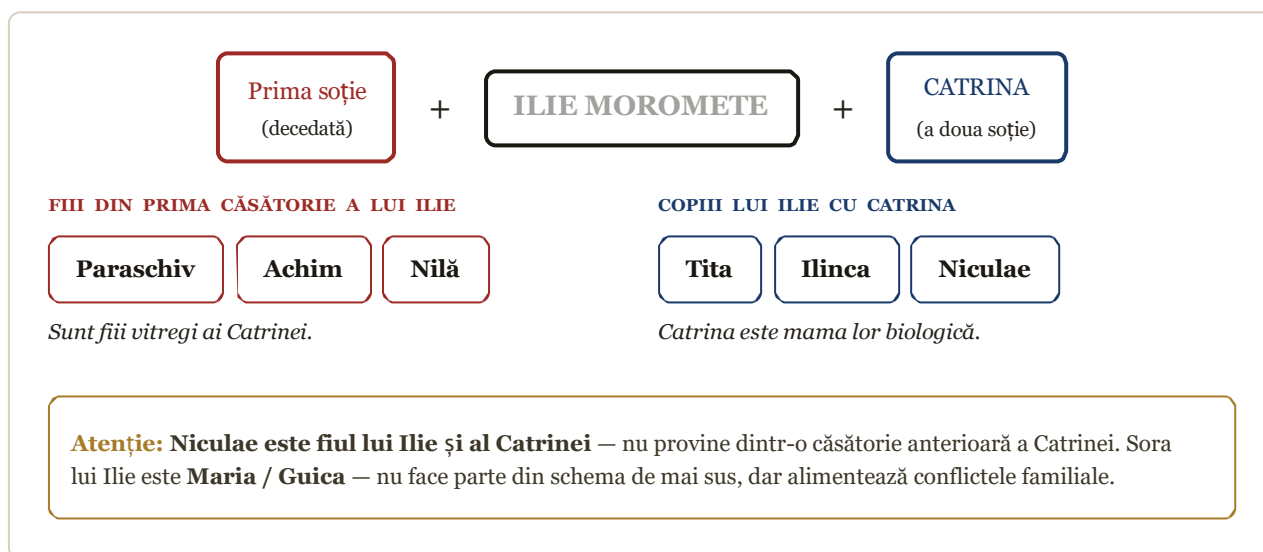 Prima soție
(decedată)
+
ILIE MOROMETE
+
CATRINA
(a doua soție)
FIII DIN PRIMA CĂSĂTORIE A LUI ILIE
Paraschiv
Achim
Nilă
Sunt fiii vitregi ai Catrinei.
COPIII LUI ILIE CU CATRINA
Tita
Ilinca
Niculae
Catrina este mama lor biologică.
Atenție: Niculae este fiul lui Ilie și al Catrinei — nu provine dintr-o căsătorie anterioară a Catrinei. Sora
lui Ilie este Maria / Guica — nu face parte din schema de mai sus, dar alimentează conflictele familiale.